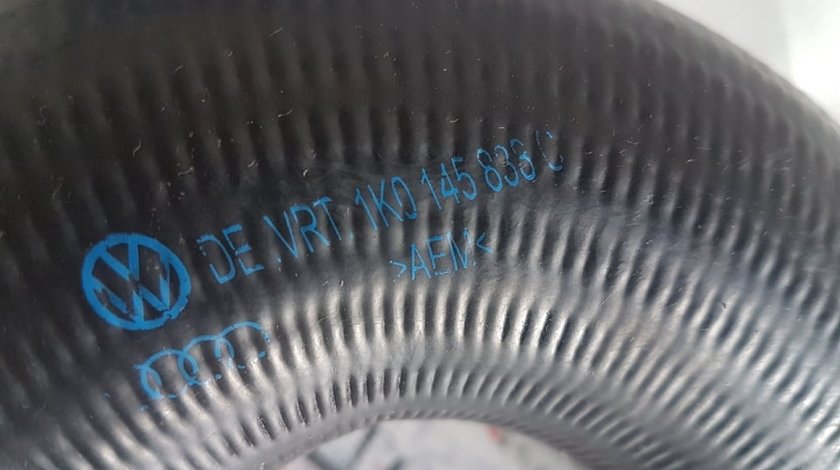 DE .VRT. 1K0 145 838 C
>AEM<